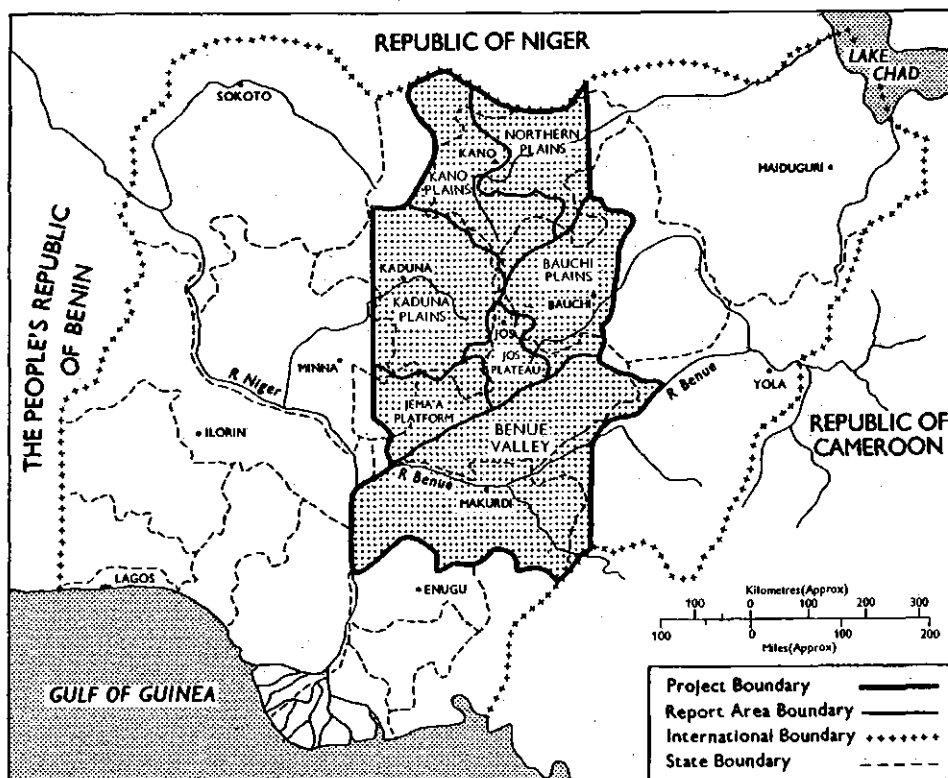 REPUBLIC OF NIGER
LAKE
CHAD
SOKOTO
NORTHERN
PLAINS
KANO
KANO
PLAINS
MAIDUGURI
THE PEOPLE'S REPUBLIC
OF BENIN
KADUNA
KADUNA
PLAINS
BAUCHI
PLAINS
BAUCHI
JOS
JOS
PLATEAU
MINNA
R Niger
JEMA'A
PLATFORM
R Benue
YOLA
ILORIN
BENUE
VALLEY
REPUBLIC OF
CAMEROON
R Benue
MAKURDI
LAGOS
ENUGU
Kilometres(Approx)
100 0 100 200 300
100 0 100 200
Miles(Approx)
GULF OF GUINEA
Project Boundary
Report Area Boundary
International Boundary
State Boundary